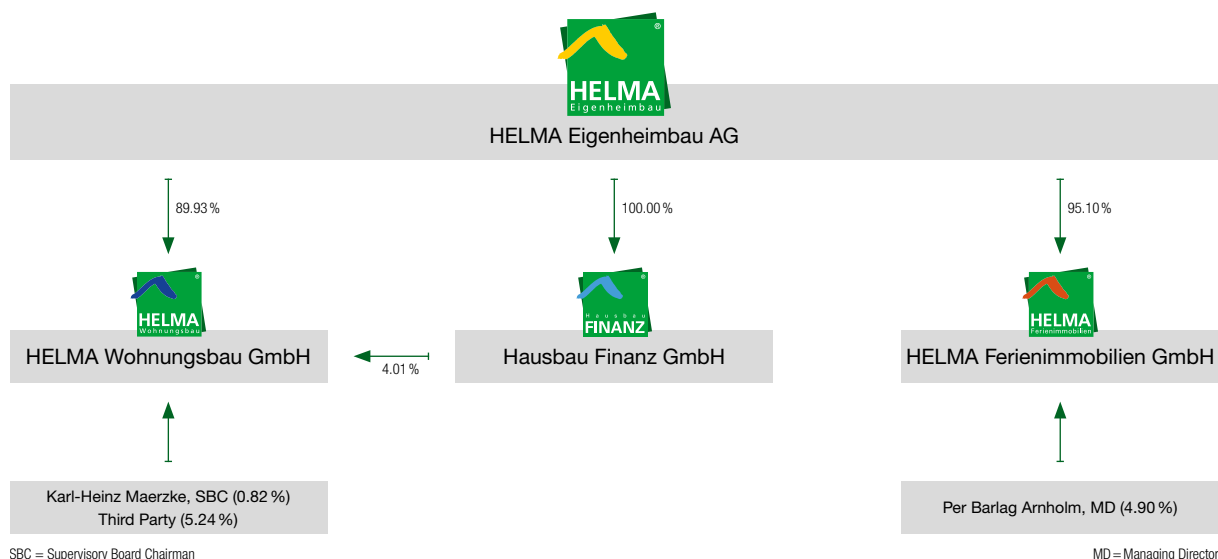 ®
HELMA
Eigenheimbau
HELMA Eigenheimbau AG
89.93 %
100.00 %
95.10 %
®
HELMA
Wohnungsbau
®
Hausbau
FINANZ
®
HELMA
Ferienimmobilien
HELMA Wohnungsbau GmbH
4.01 %
Hausbau Finanz GmbH
HELMA Ferienimmobilien GmbH
Karl-Heinz Maerzke, SBC (0.82 %)
Third Party (5.24 %)
Per Barlag Arnholm, MD (4.90 %)
SBC = Supervisory Board Chairman
MD = Managing Director